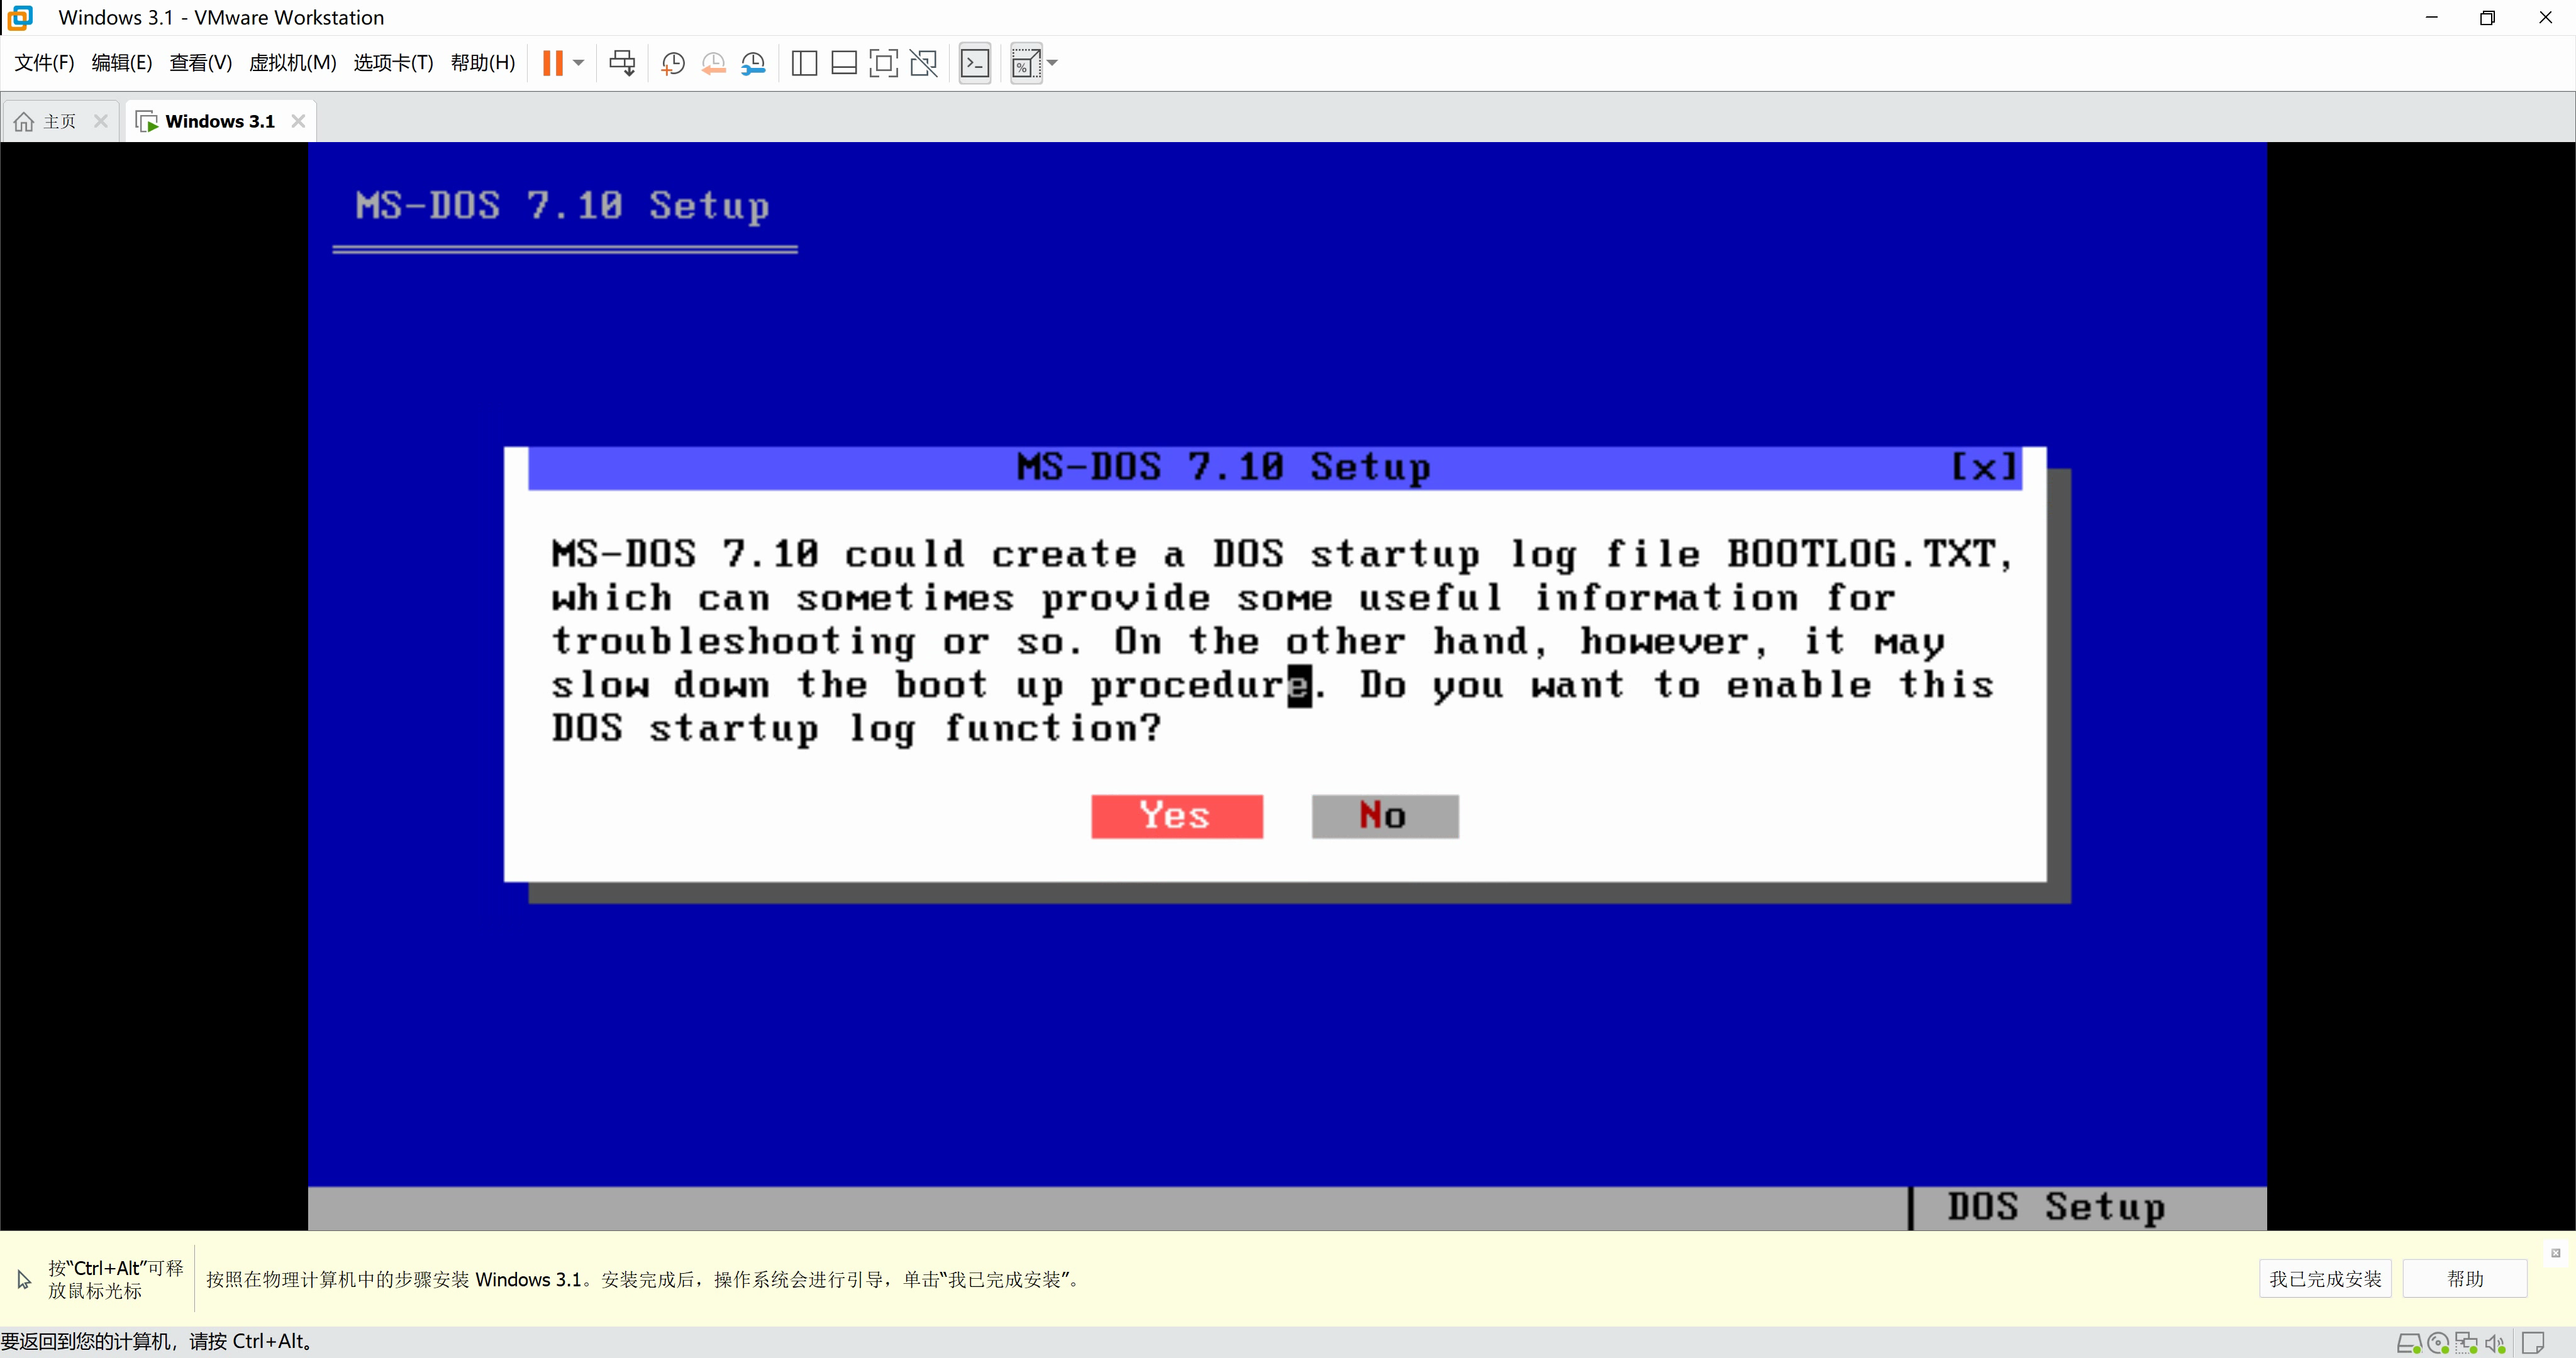 Windows 3.1 - VMware Workstation
文件(F) 编辑(E) 查看(V) 虚拟机(M) 选项卡(T) 帮助(H)
主页 Windows 3.1
MS-DOS 7.10 Setup
MS-DOS 7.10 Setup [x]
MS-DOS 7.10 could create a DOS startup log file BOOTLOG.TXT,
which can sometimes provide some useful information for
troubleshooting or so. On the other hand, however, it may
slow down the boot up procedure. Do you want to enable this
DOS startup log function?
Yes No
DOS Setup
按“Ctrl+Alt”可释
放鼠标光标
按照在物理计算机中的步骤安装 Windows 3.1。安装完成后，操作系统会进行引导，单击“我已完成安装”。
我已完成安装 帮助
要返回到您的计算机，请按 Ctrl+Alt。